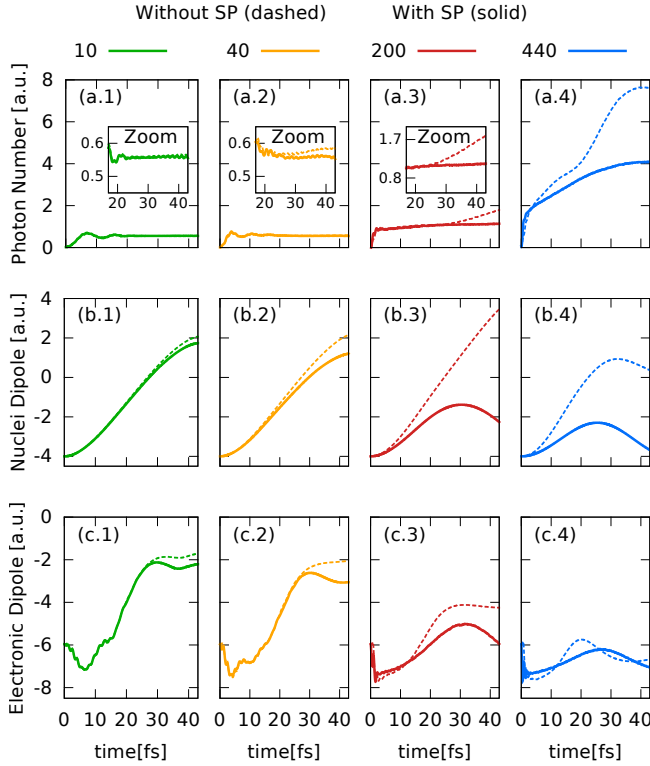 Without SP (dashed) With SP (solid)
10 40 200 440
Photon Number [a.u.]
8
6
4
2
0
(a.1) (a.2) (a.3) (a.4)
Zoom
0.6
0.5
20 30 40
Zoom
0.6
0.5
20 30 40
Zoom
1.7
0.8
20 30 40
Nuclei Dipole [a.u.]
4
2
0
-2
-4
(b.1) (b.2) (b.3) (b.4)
Electronic Dipole [a.u.]
0
-2
-4
-6
-8
(c.1) (c.2) (c.3) (c.4)
0 10 20 30 40 0 10 20 30 40 0 10 20 30 40 0 10 20 30 40
time[fs] time[fs] time[fs] time[fs]